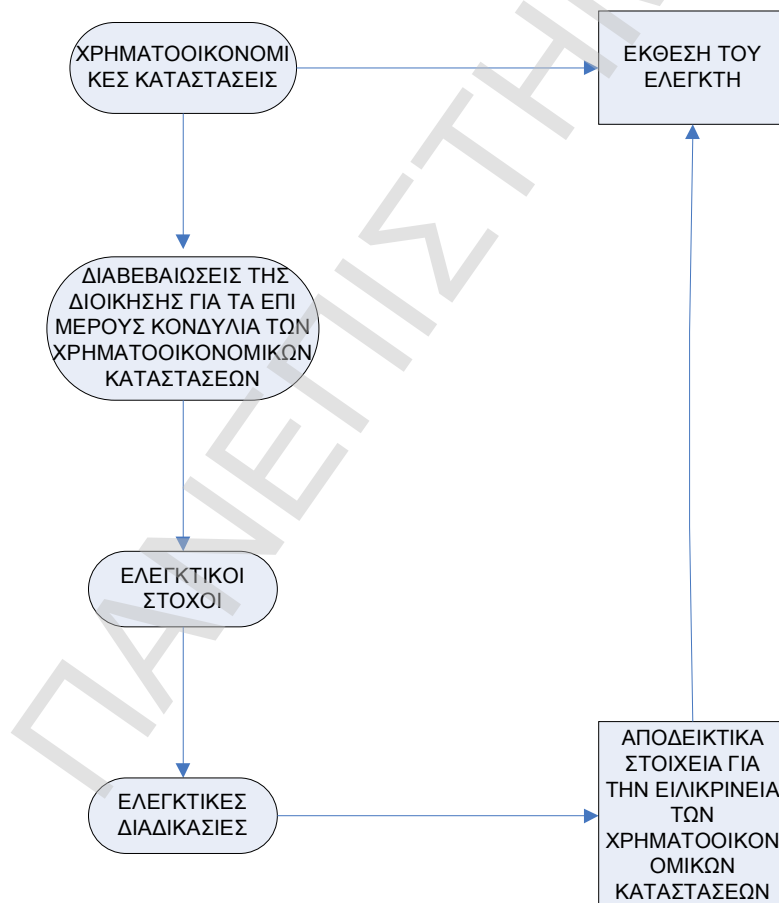 ΧΡΗΜΑΤΟΟΙΚΟΝΟΜΙ
ΚΕΣ ΚΑΤΑΣΤΑΣΕΙΣ
ΕΚΘΕΣΗ ΤΟΥ
ΕΛΕΓΚΤΗ
ΔΙΑΒΕΒΑΙΩΣΕΙΣ ΤΗΣ
ΔΙΟΙΚΗΣΗΣ ΓΙΑ ΤΑ ΕΠΙ
ΜΕΡΟΥΣ ΚΟΝΔΥΛΙΑ ΤΩΝ
ΧΡΗΜΑΤΟΟΙΚΟΝΟΜΙΚΩΝ
ΚΑΤΑΣΤΑΣΕΩΝ
ΕΛΕΓΚΤΙΚΟΙ
ΣΤΟΧΟΙ
ΕΛΕΓΚΤΙΚΕΣ
ΔΙΑΔΙΚΑΣΙΕΣ
ΑΠΟΔΕΙΚΤΙΚΑ
ΣΤΟΙΧΕΙΑ ΓΙΑ
ΤΗΝ ΕΙΛΙΚΡΙΝΕΙΑ
ΤΩΝ
ΧΡΗΜΑΤΟΟΙΚΟΝ
ΟΜΙΚΩΝ
ΚΑΤΑΣΤΑΣΕΩΝ